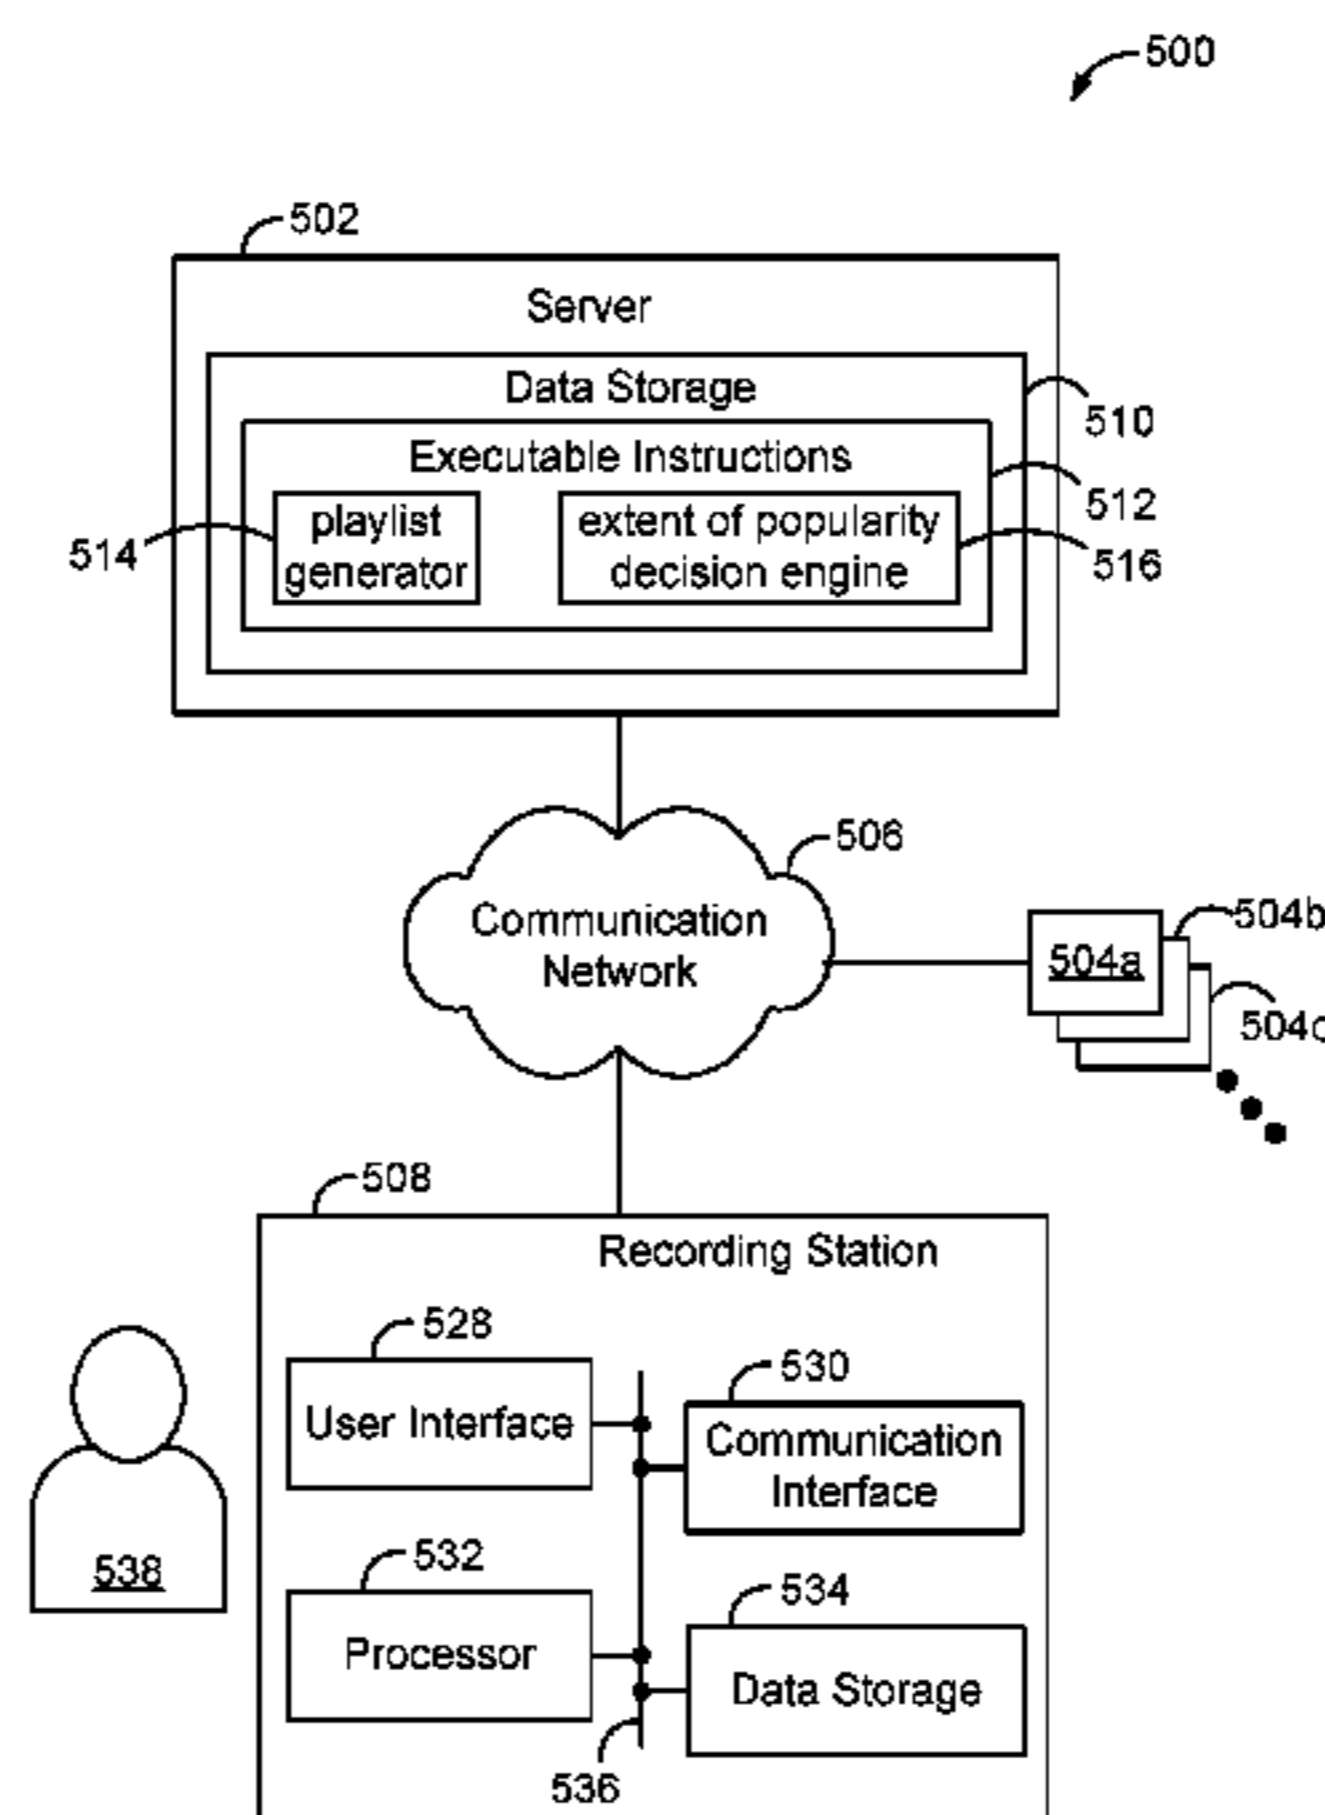 500
502
Server
Data Storage
510
Executable Instructions
512
514
playlist
generator
extent of popularity
decision engine
516
506
Communication
Network
504a
504b
504c
508
Recording Station
528
User Interface
530
Communication
Interface
532
Processor
534
Data Storage
536
538